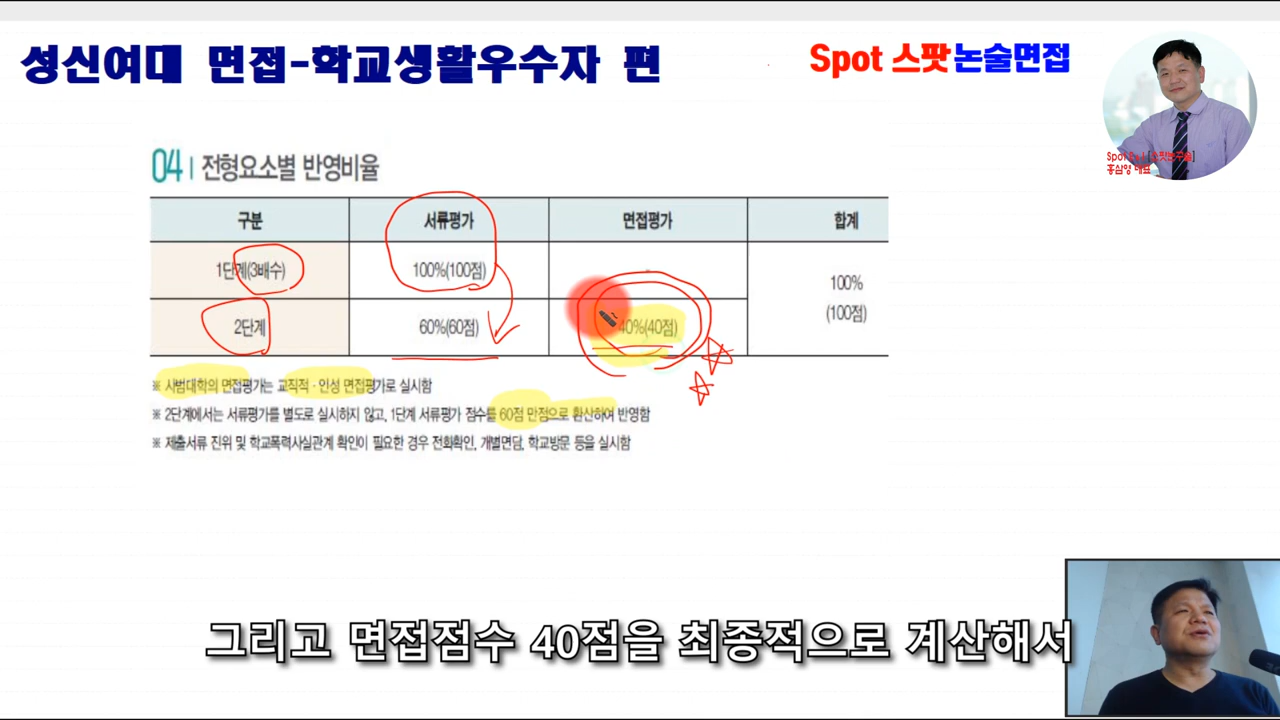 성신여대 면접-학교생활우수자 편
Spot 스팟 논술면접
홍삼영 대표
04 | 전형요소별 반영비율
구분 서류평가 면접평가 합계
1단계(3배수) 100%(100점)
100%
(100점)
2단계 60%(60점) 40%(40점)
※ 사범대학의 면접평가는 교직적·인성 면접평가로 실시함
※ 2단계에서는 서류평가를 별도로 실시하지 않고, 1단계 서류평가 점수를 60점 만점으로 환산하여 반영함
※ 제출서류 진위 및 학교폭력사실관계 확인이 필요한 경우 전화확인, 개별면담, 학교방문 등을 실시함
그리고 면접점수 40점을 최종적으로 계산해서